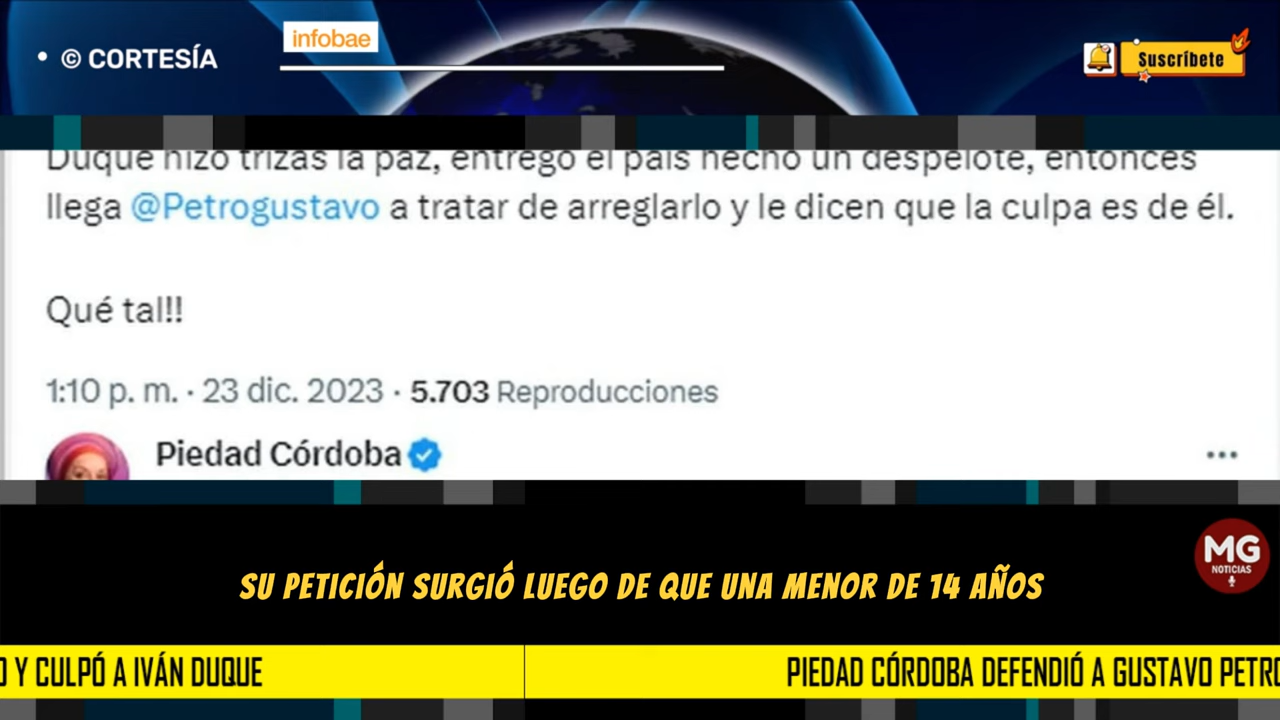 • © CORTESÍA
infobae
Suscríbete
Duque hizo trizas la paz, entregó el país hecho un despelote, entonces
llega @Petrogustavo a tratar de arreglarlo y le dicen que la culpa es de él.
Qué tal!!
1:10 p. m. · 23 dic. 2023 · 5.703 Reproducciones
Piedad Córdoba
SU PETICIÓN SURGIÓ LUEGO DE QUE UNA MENOR DE 14 AÑOS
MG
NOTICIAS
O Y CULPÓ A IVÁN DUQUE
PIEDAD CÓRDOBA DEFENDIÓ A GUSTAVO PETRO